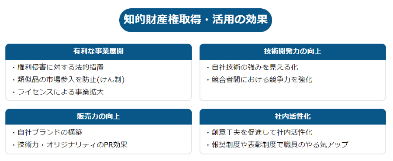 知的財産権取得・活用の効果
有利な事業展開
・権利侵害に対する法的措置
・類似品の市場参入を防止(けん制)
・ライセンスによる事業拡大
技術開発力の向上
・自社技術の強みを見える化
・競合者間における競争力を強化
販売力の向上
・自社ブランドの構築
・技術力・オリジナリティのPR効果
社内活性化
・創意工夫を促進して社内活性化
・報奨制度や表彰制度で職員のやる気アップ